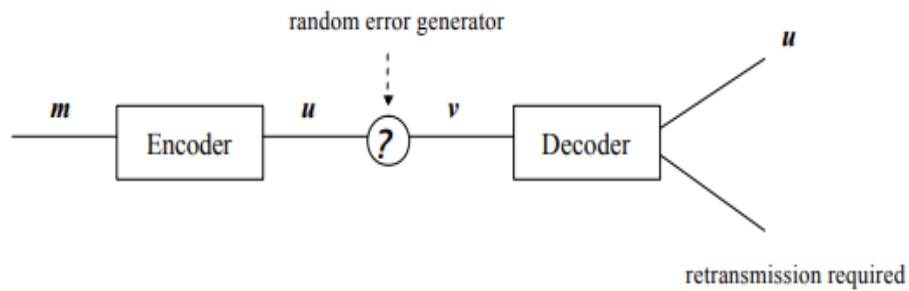 random error generator
u
m
u
v
Encoder
?
Decoder
retransmission required